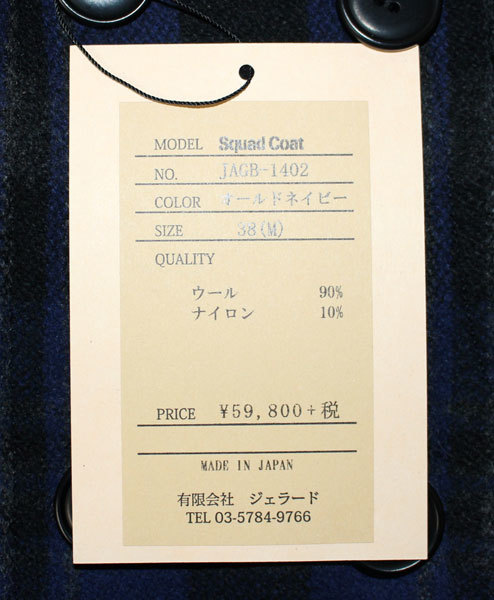 MODEL Squad Coat
NO. JAGB-1402
COLOR オールドネイビー
SIZE 38(M)
QUALITY
ウール 90%
ナイロン 10%
PRICE ¥59,800+税
MADE IN JAPAN
有限会社 ジェラード
TEL 03-5784-9766